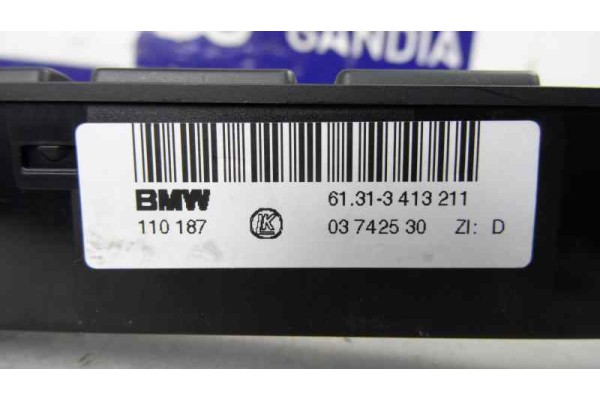 GANDIA
BMW 61.31-3 413 211
110 187 K 03 7425 30 ZI: D